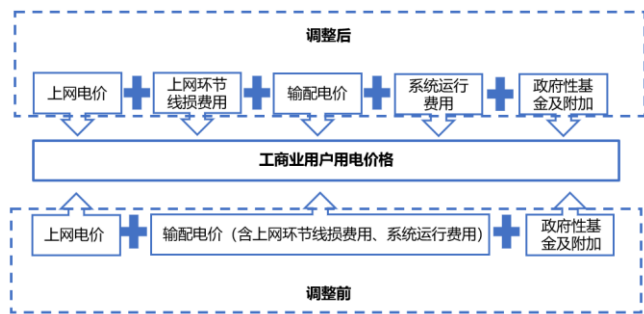 调整后
上网电价
上网环节
线损费用
输配电价
系统运行
费用
政府性基
金及附加
工商业用户用电价格
上网电价
输配电价（含上网环节线损费用、系统运行费用）
政府性基
金及附加
调整前